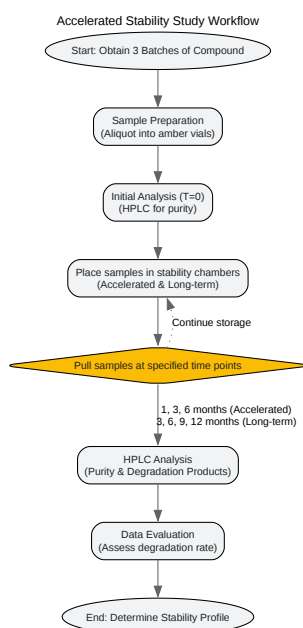 Accelerated Stability Study Workflow
Start: Obtain 3 Batches of Compound
Sample Preparation
(Aliquot into amber vials)
Initial Analysis (T=0)
(HPLC for purity)
Place samples in stability chambers
(Accelerated & Long-term)
Continue storage
Pull samples at specified time points
1, 3, 6 months (Accelerated)
3, 6, 9, 12 months (Long-term)
HPLC Analysis
(Purity & Degradation Products)
Data Evaluation
(Assess degradation rate)
End: Determine Stability Profile